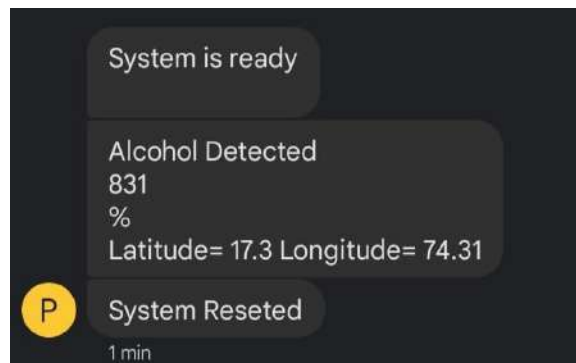 System is ready
Alcohol Detected
831
%
Latitude= 17.3 Longitude= 74.31
P
System Reseted
1 min